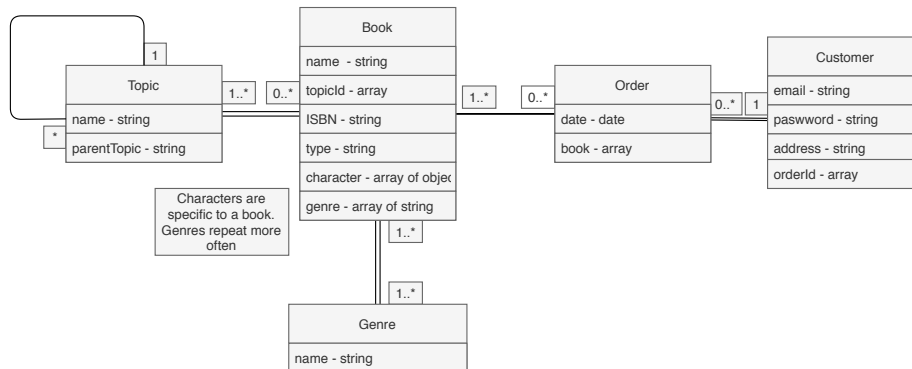 Book
name - string
topicId - array
ISBN - string
type - string
character - array of objec
genre - array of string
1
Topic
name - string
parentTopic - string
*
1..*
0..*
1..*
0..*
Order
date - date
book - array
0..*
1
Customer
email - string
paswword - string
address - string
orderId - array
Characters are
specific to a book.
Genres repeat more
often
1..*
1..*
Genre
name - string